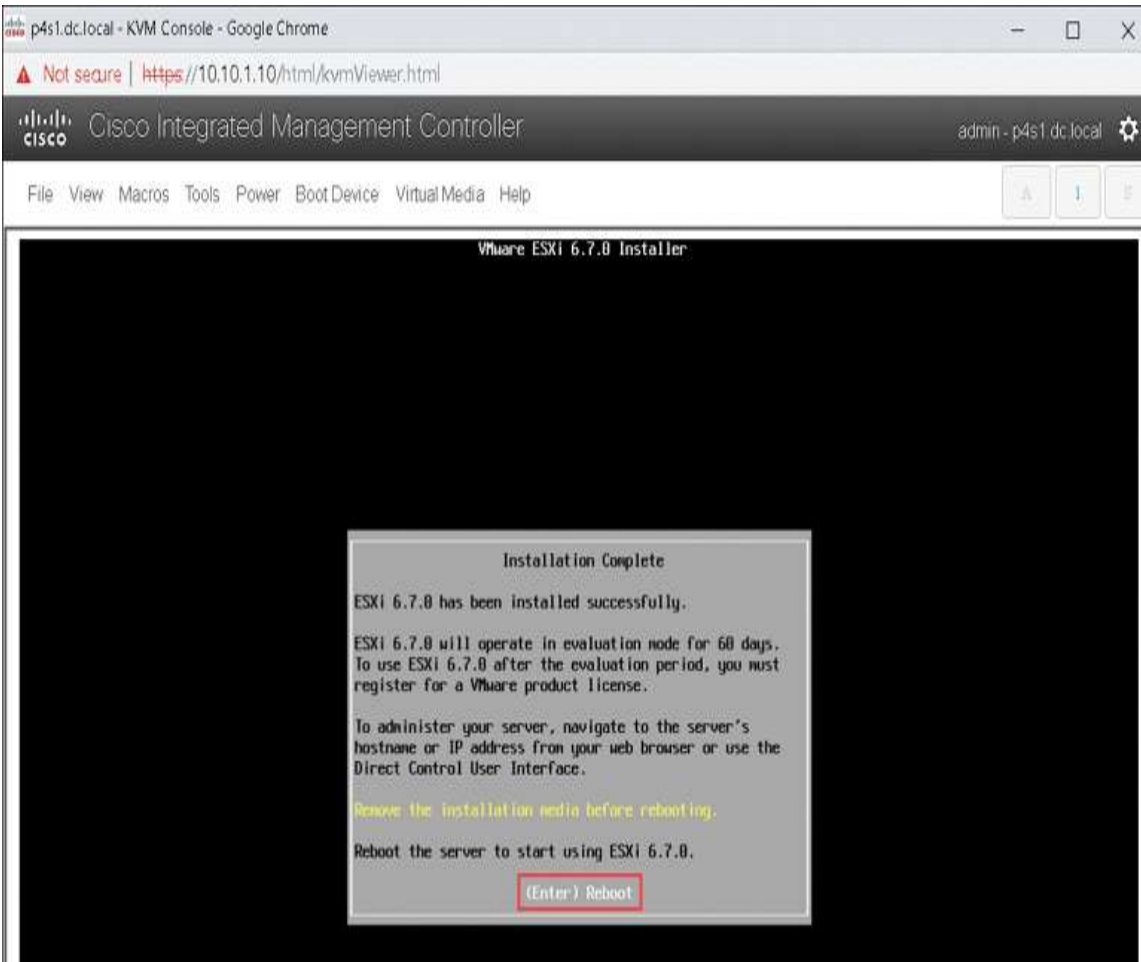 p4s1.dc.local - KVM Console - Google Chrome
Not secure | https://10.10.1.10/html/kvmViewer.html
CISCO Cisco Integrated Management Controller admin - p4s1.dc.local
File View Macros Tools Power Boot Device Virtual Media Help A 1
VMware ESXi 6.7.0 Installer
Installation Complete
ESXi 6.7.0 has been installed successfully.
ESXi 6.7.0 will operate in evaluation mode for 60 days.
To use ESXi 6.7.0 after the evaluation period, you must
register for a VMware product license.
To administer your server, navigate to the server's
hostname or IP address from your web browser or use the
Direct Control User Interface.
Remove the installation media before rebooting.
Reboot the server to start using ESXi 6.7.0.
(Enter) Reboot